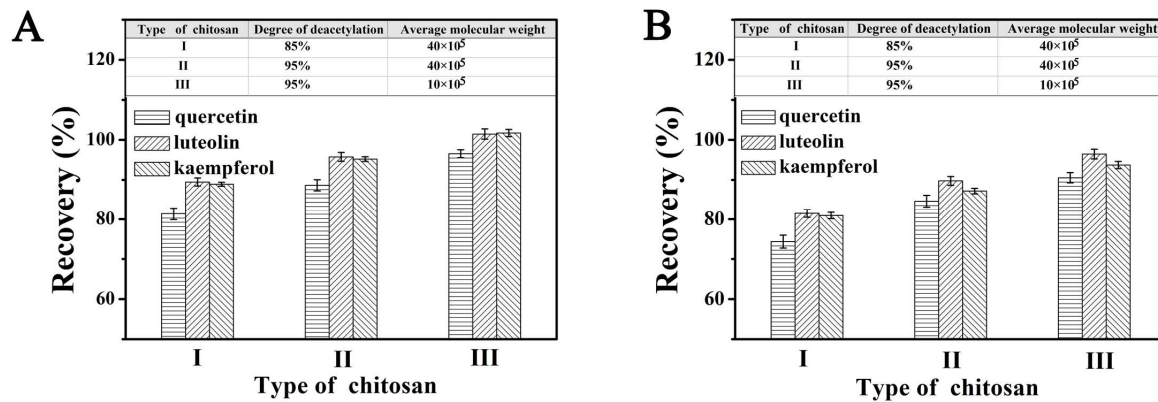 A
Type of chitosan Degree of deacetylation Average molecular weight
I 85% 40×10⁵
II 95% 40×10⁵
III 95% 10×10⁵
120
100
80
60
Recovery (%)
quercetin
luteolin
kaempferol
I II III
Type of chitosan
B
Type of chitosan Degree of deacetylation Average molecular weight
I 85% 40×10⁵
II 95% 40×10⁵
III 95% 10×10⁵
120
100
80
60
Recovery (%)
quercetin
luteolin
kaempferol
I II III
Type of chitosan